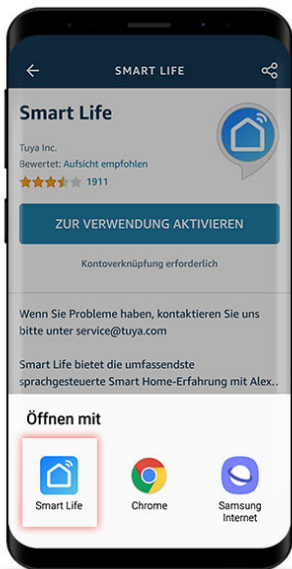 SMART LIFE
Smart Life
Tuya Inc.
Bewertet: Aufsicht empfohlen
1911
ZUR VERWENDUNG AKTIVIEREN
Kontoverknüpfung erforderlich
Wenn Sie Probleme haben, kontaktieren Sie uns
bitte unter service@tuya.com
Smart Life bietet die umfassendste
sprachgesteuerte Smart Home-Erfahrung mit Alex..
Öffnen mit
Smart Life
Chrome
Samsung
Internet